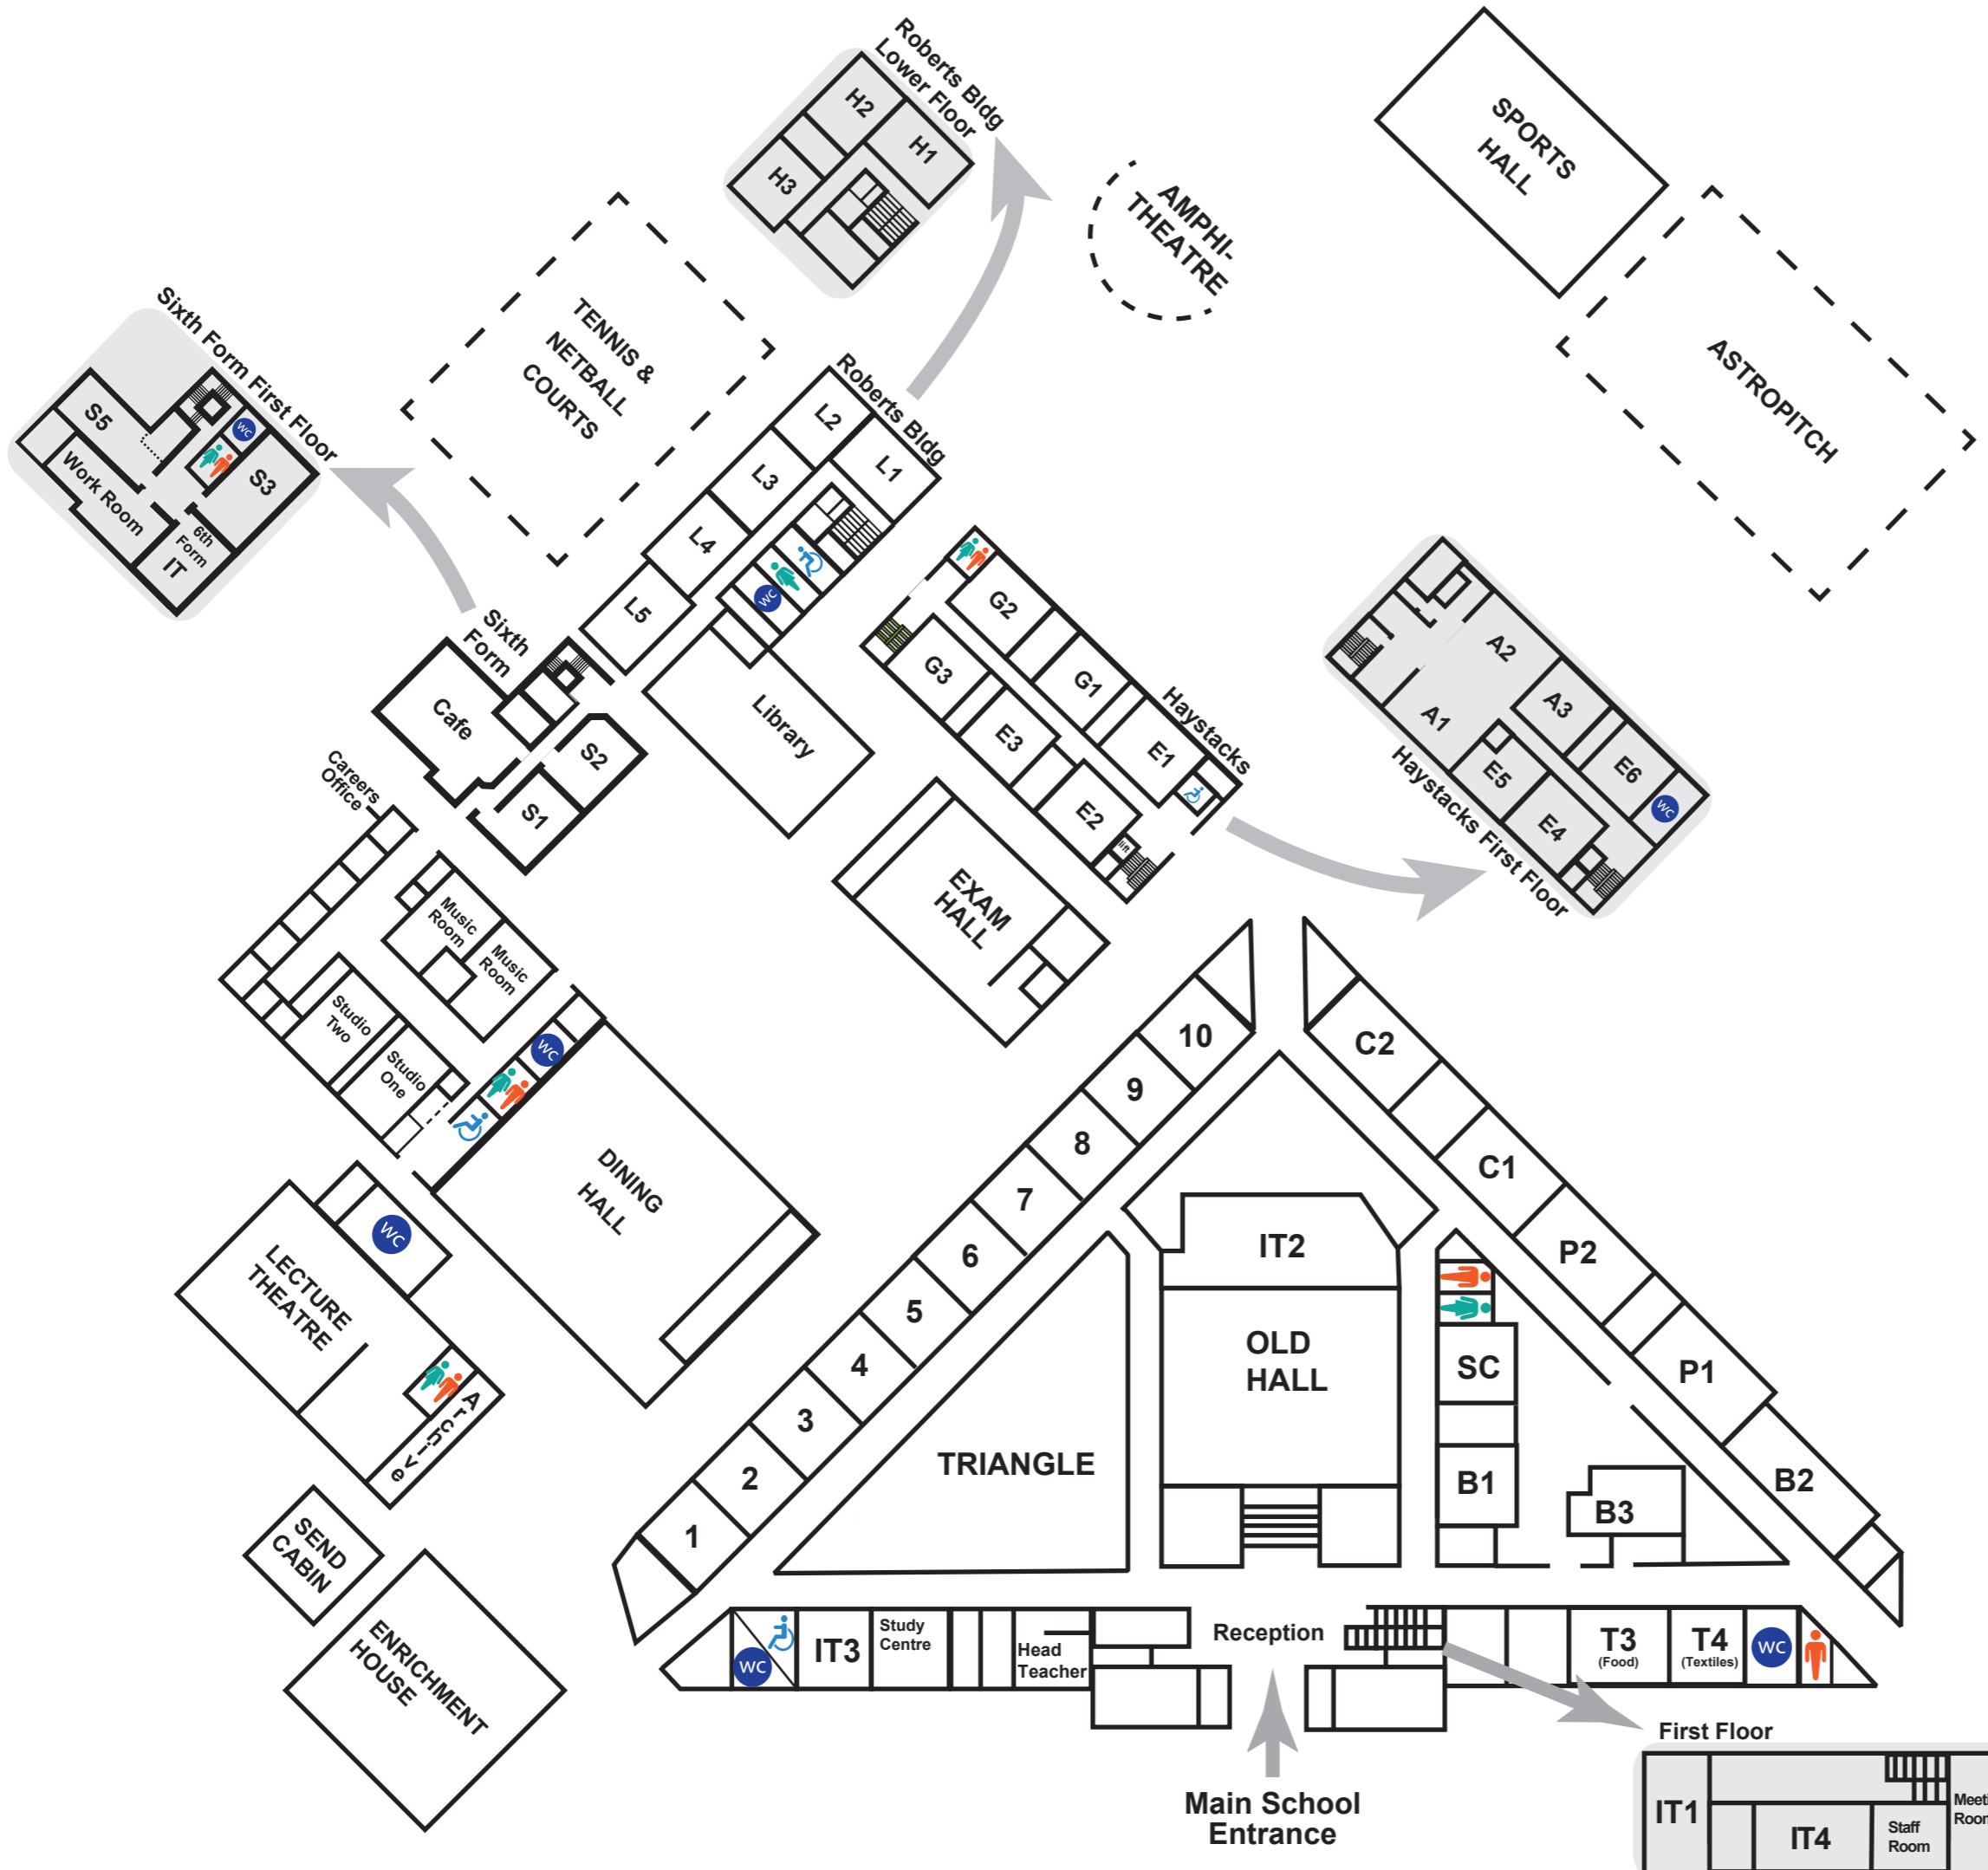 Roberts Bldg
Lower Floor
H2
H1
H3
SPORTS
HALL
AMPHI-
THEATRE
ASTROPITCH
TENNIS &
NETBALL
COURTS
Sixth Form First Floor
S5
WC
S3
Work Room
6th
Form
IT
Roberts Bldg
L2
L1
L3
L4
L5
WC
Library
Sixth
Form
Cafe
S2
S1
Careers
Office
G2
G3
G1
Haystacks
E3
E1
E2
lift
A2
A3
A1
E6
E5
E4
WC
Haystacks First Floor
EXAM
HALL
Music
Room
Music
Room
Studio
Two
Studio
One
WC
DINING
HALL
WC
LECTURE
THEATRE
Archive
SEND
CABIN
ENRICHMENT
HOUSE
10
9
8
7
6
5
4
3
2
1
C2
C1
P2
P1
B2
IT2
OLD
HALL
TRIANGLE
SC
B1
B3
WC
IT3
Study
Centre
Head
Teacher
Reception
T3
(Food)
T4
(Textiles)
WC
Main School
Entrance
First Floor
IT1
IT4
Staff
Room
Meeti
Room